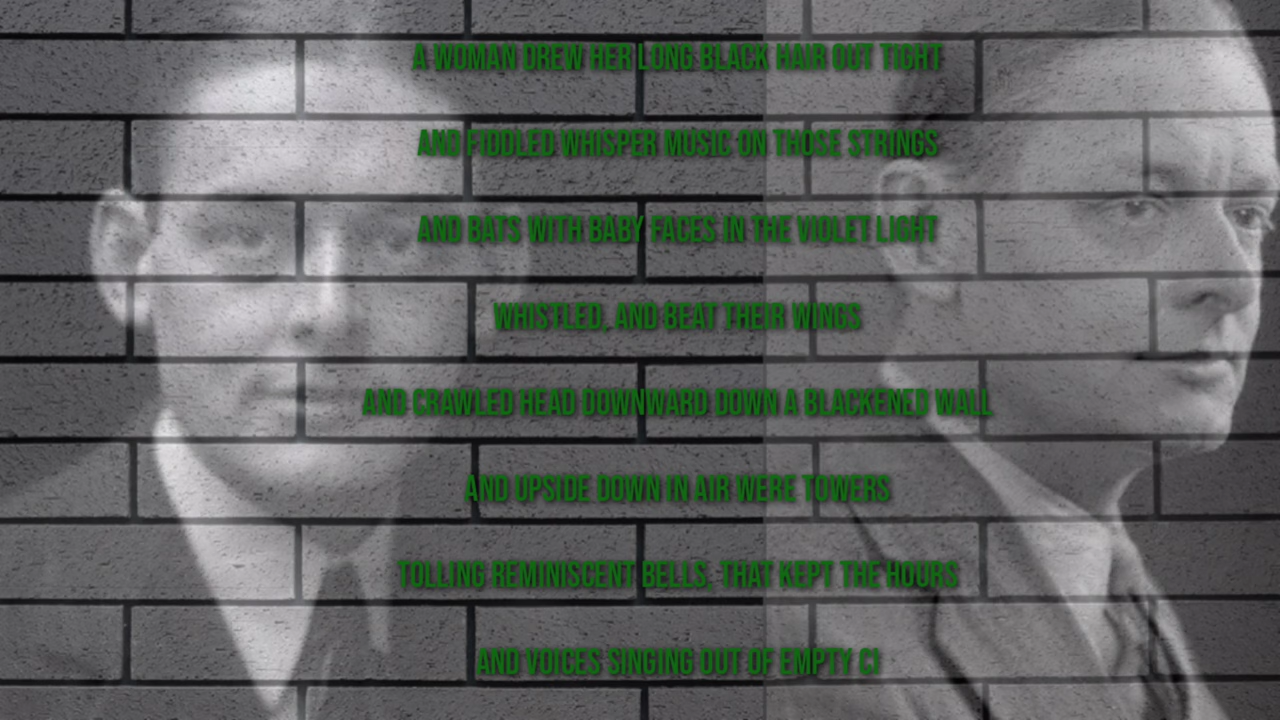 A WOMAN DREW HER LONG BLACK HAIR OUT TIGHT
AND FIDDLED WHISPER MUSIC ON THOSE STRINGS
AND BATS WITH BABY FACES IN THE VIOLET LIGHT
WHISTLED, AND BEAT THEIR WINGS
AND CRAWLED HEAD DOWNWARD DOWN A BLACKENED WALL
AND UPSIDE DOWN IN AIR WERE TOWERS
TOLLING REMINISCENT BELLS, THAT KEPT THE HOURS
AND VOICES SINGING OUT OF EMPTY CI